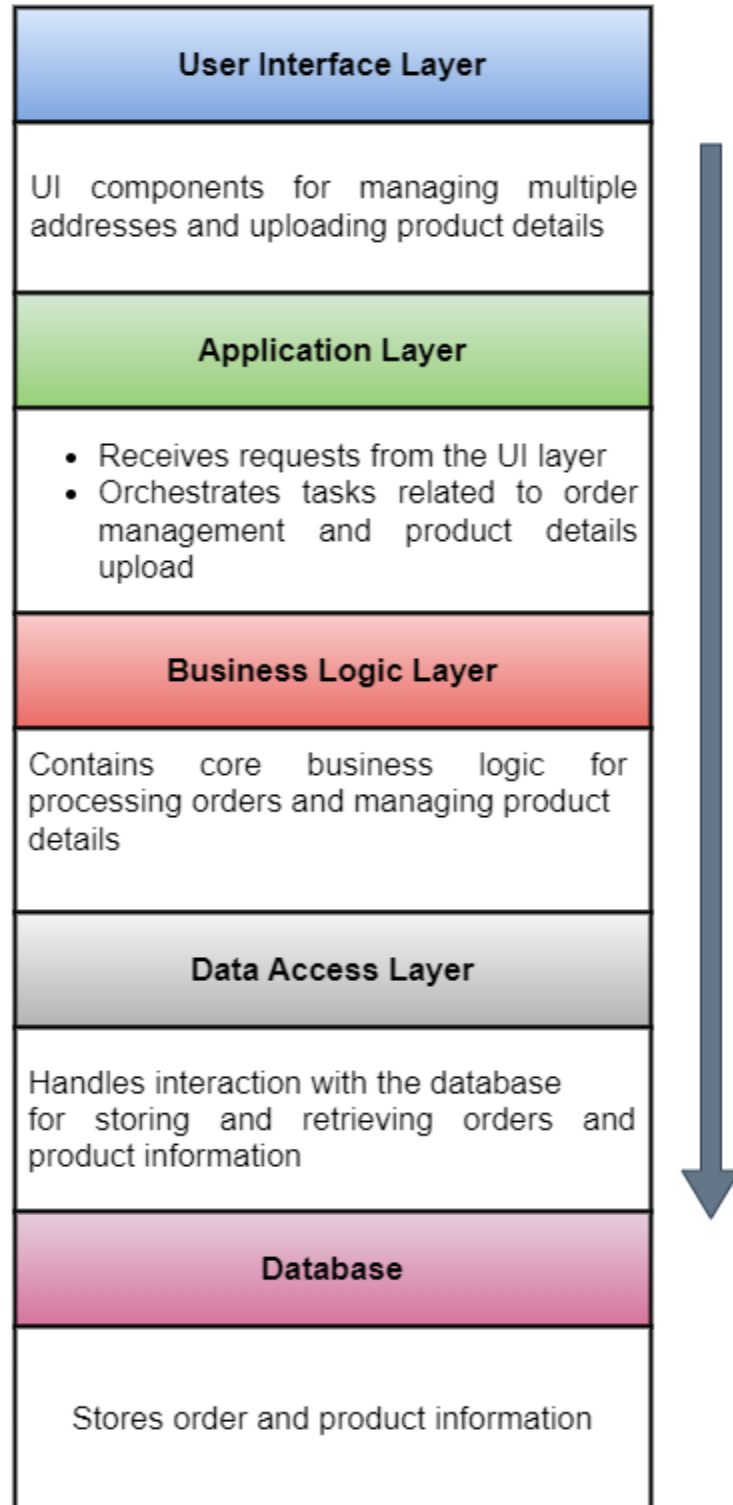 User Interface Layer
UI components for managing multiple
addresses and uploading product details
Application Layer
• Receives requests from the UI layer
• Orchestrates tasks related to order
management and product details
upload
Business Logic Layer
Contains core business logic for
processing orders and managing product
details
Data Access Layer
Handles interaction with the database
for storing and retrieving orders and
product information
Database
Stores order and product information